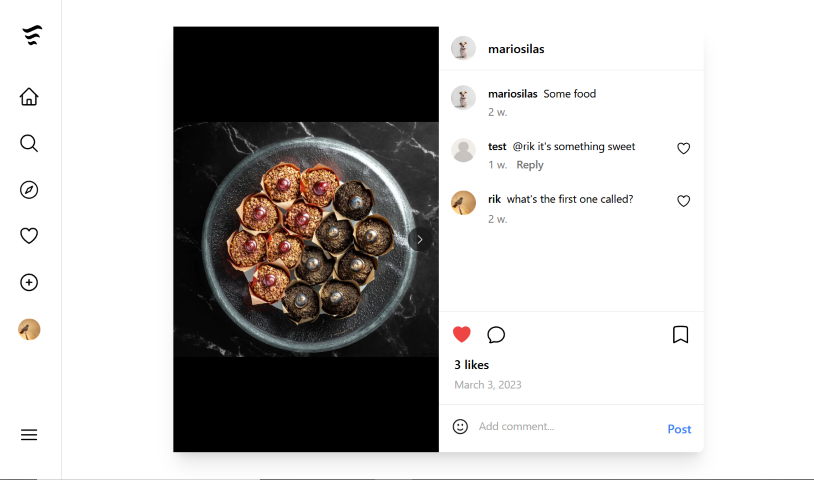 mariosilas
mariosilas Some food
2 w.
test @rik it's something sweet
1 w. Reply
rik what's the first one called?
2 w.
3 likes
March 3, 2023
Add comment...
Post